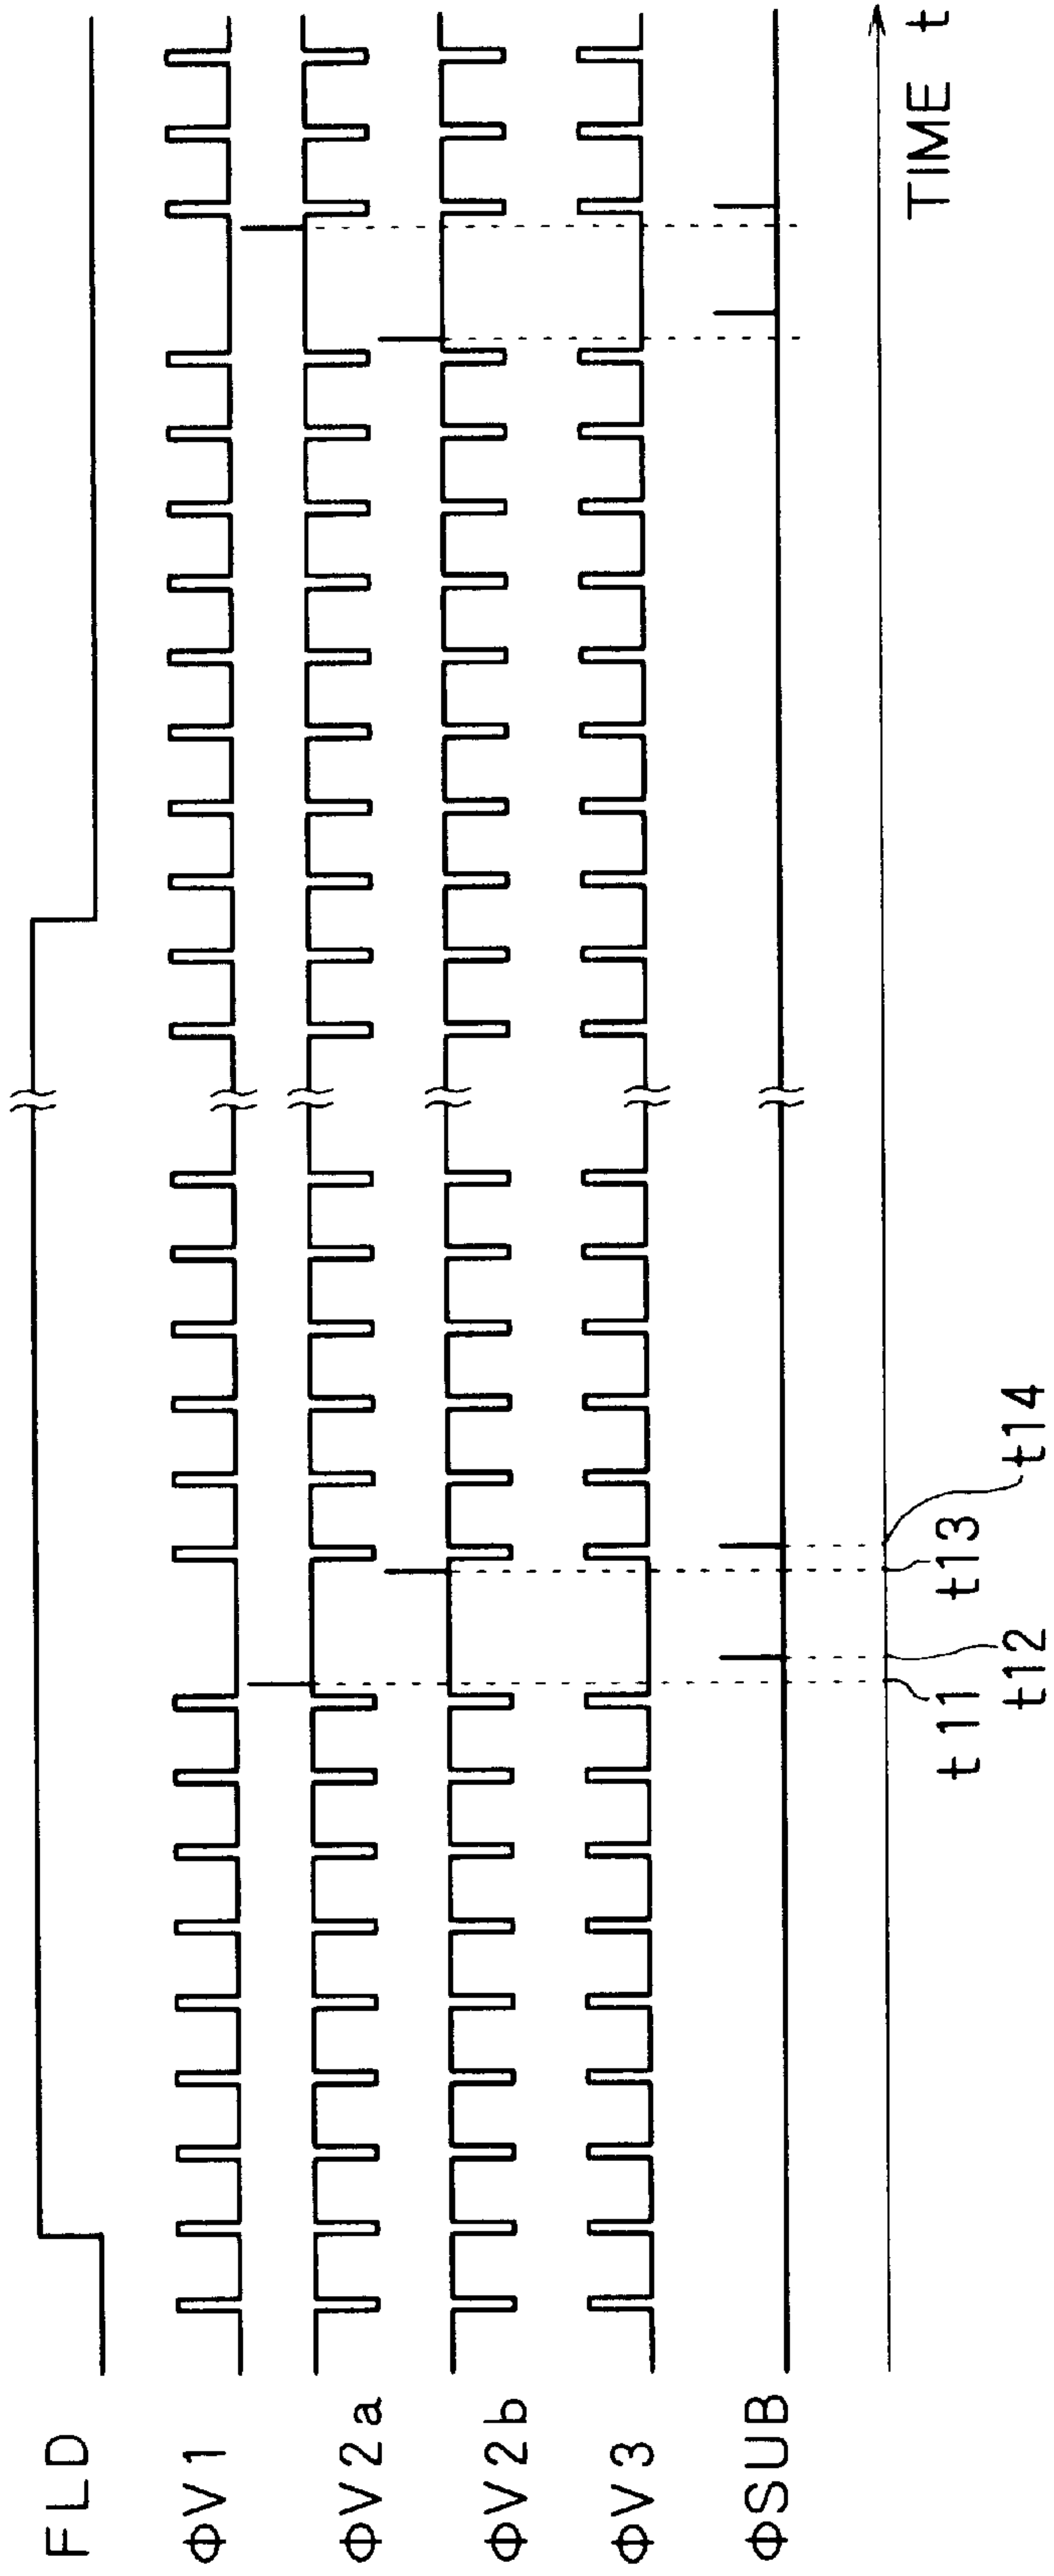 FLD
ΦV1
ΦV2a
ΦV2b
ΦV3
ΦSUB
t11
t12
t13
t14
TIME t